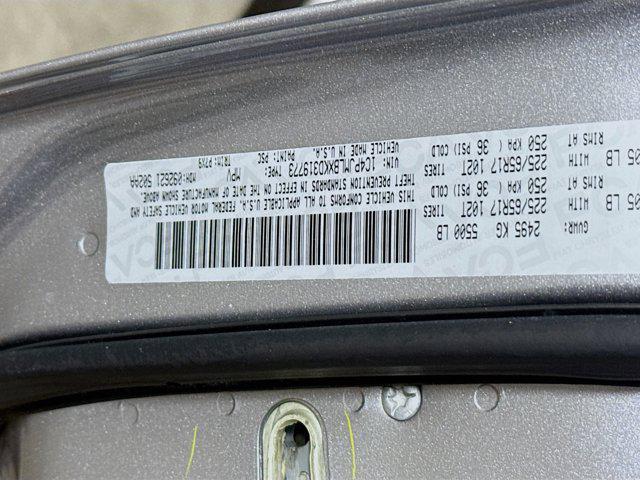 GVWR: 2495 KG 5500 LB
05 LB WITH 225/65R17 102T TIRES
RIMS AT 250 KPA ( 36 PSI) COLD
05 LB WITH 225/65R17 102T TIRES
RIMS AT 250 KPA ( 36 PSI) COLD
THIS VEHICLE CONFORMS TO ALL APPLICABLE U.S.A. FEDERAL MOTOR VEHICLE SAFETY AND
THEFT PREVENTION STANDARDS IN EFFECT ON THE DATE OF MANUFACTURE SHOWN ABOVE.
VIN: 1C4PJMLBXKD319773 TYPE: MPV MDH:092521 502AA
VEHICLE MADE IN U.S.A. PAINT: PSC TRIM: P7X9